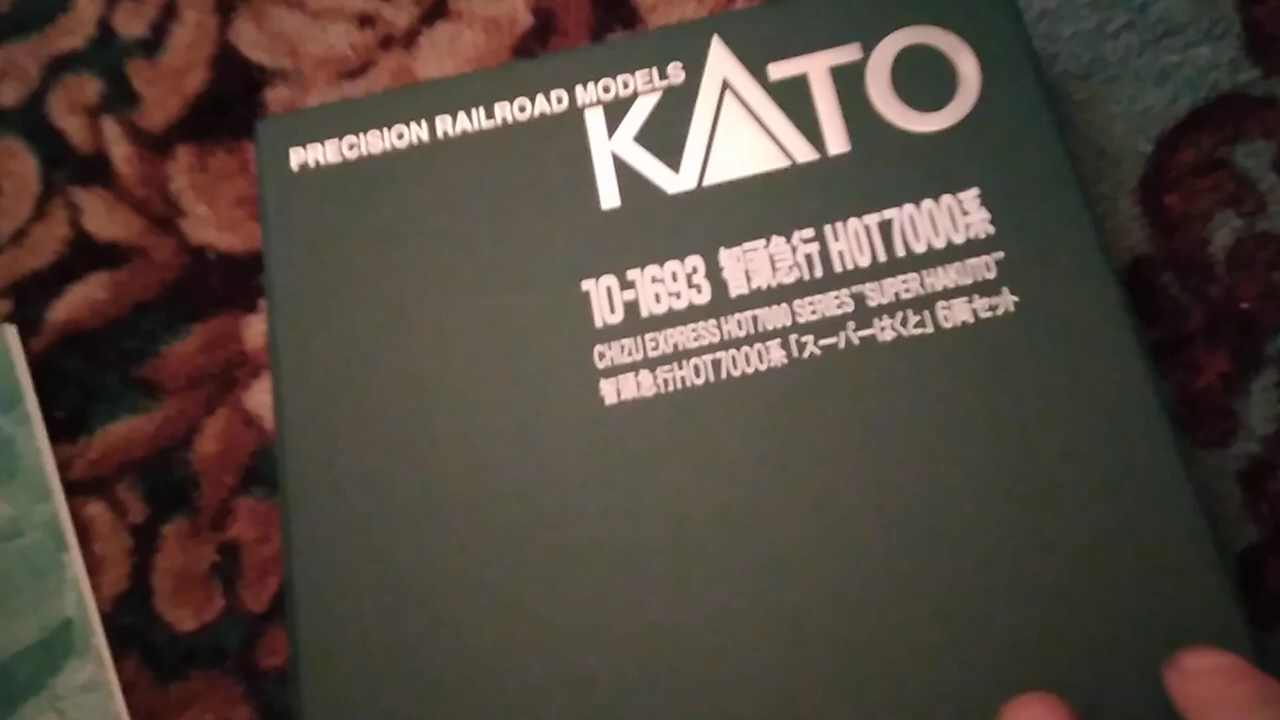 PRECISION RAILROAD MODELS
KATO
10-1693 智頭急行 HOT7000系
CHIZU EXPRESS HOT7000 SERIES "SUPER HAKUTO"
智頭急行HOT7000系「スーパーはくと」6両セット